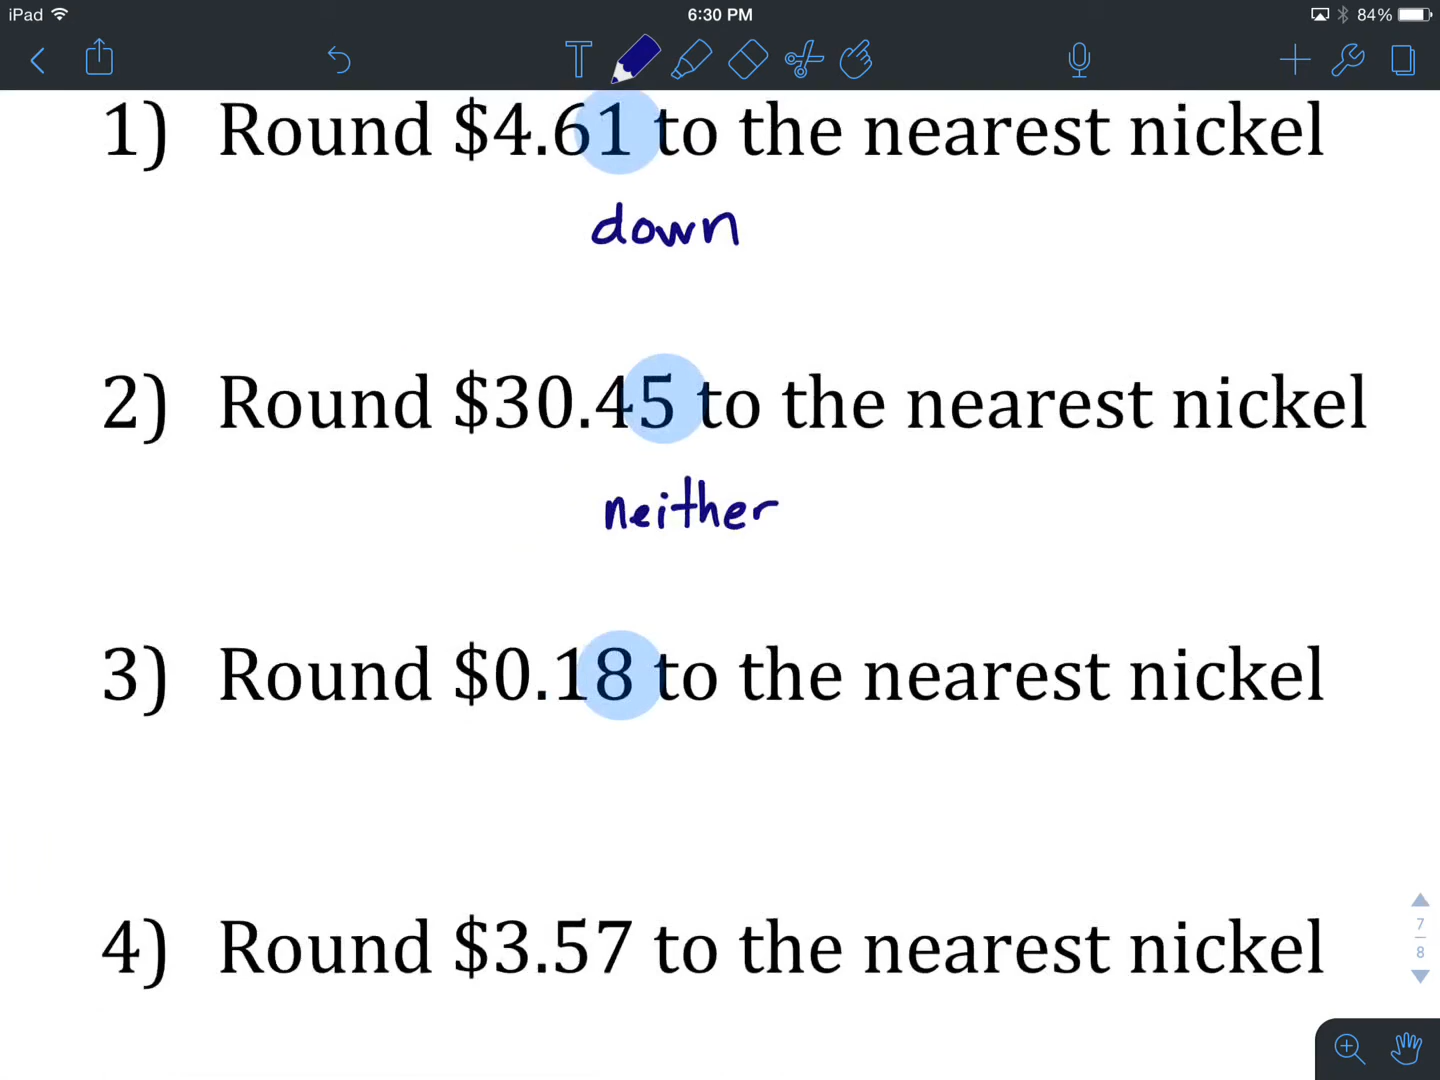 iPad 6:30 PM 84%
T
1) Round $4.61 to the nearest nickel
down
2) Round $30.45 to the nearest nickel
neither
3) Round $0.18 to the nearest nickel
4) Round $3.57 to the nearest nickel
7
8